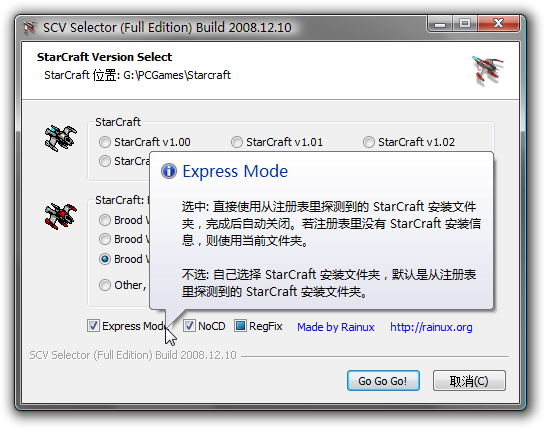 SCV Selector (Full Edition) Build 2008.12.10
StarCraft Version Select
StarCraft 位置: G:\PCGames\Starcraft
StarCraft
StarCraft v1.00
StarCraft v1.01
StarCraft v1.02
StarCra
Express Mode
选中: 直接使用从注册表里探测到的 StarCraft 安装文件
夹，完成后自动关闭。若注册表里没有 StarCraft 安装信
息，则使用当前文件夹。
不选: 自己选择 StarCraft 安装文件夹，默认是从注册表
里探测到的 StarCraft 安装文件夹。
StarCraft: B
Brood W
Brood W
Brood W
Other,
Express Mode
NoCD
RegFix
Made by Rainux
http://rainux.org
SCV Selector (Full Edition) Build 2008.12.10
Go Go Go!
取消(C)